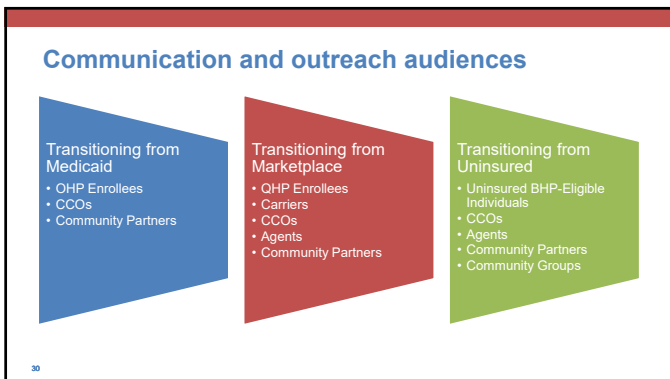 Communication and outreach audiences
Transitioning from
Medicaid
• OHP Enrollees
• CCOs
• Community Partners
Transitioning from
Marketplace
• QHP Enrollees
• Carriers
• CCOs
• Agents
• Community Partners
Transitioning from
Uninsured
• Uninsured BHP-Eligible
Individuals
• CCOs
• Agents
• Community Partners
• Community Groups
30